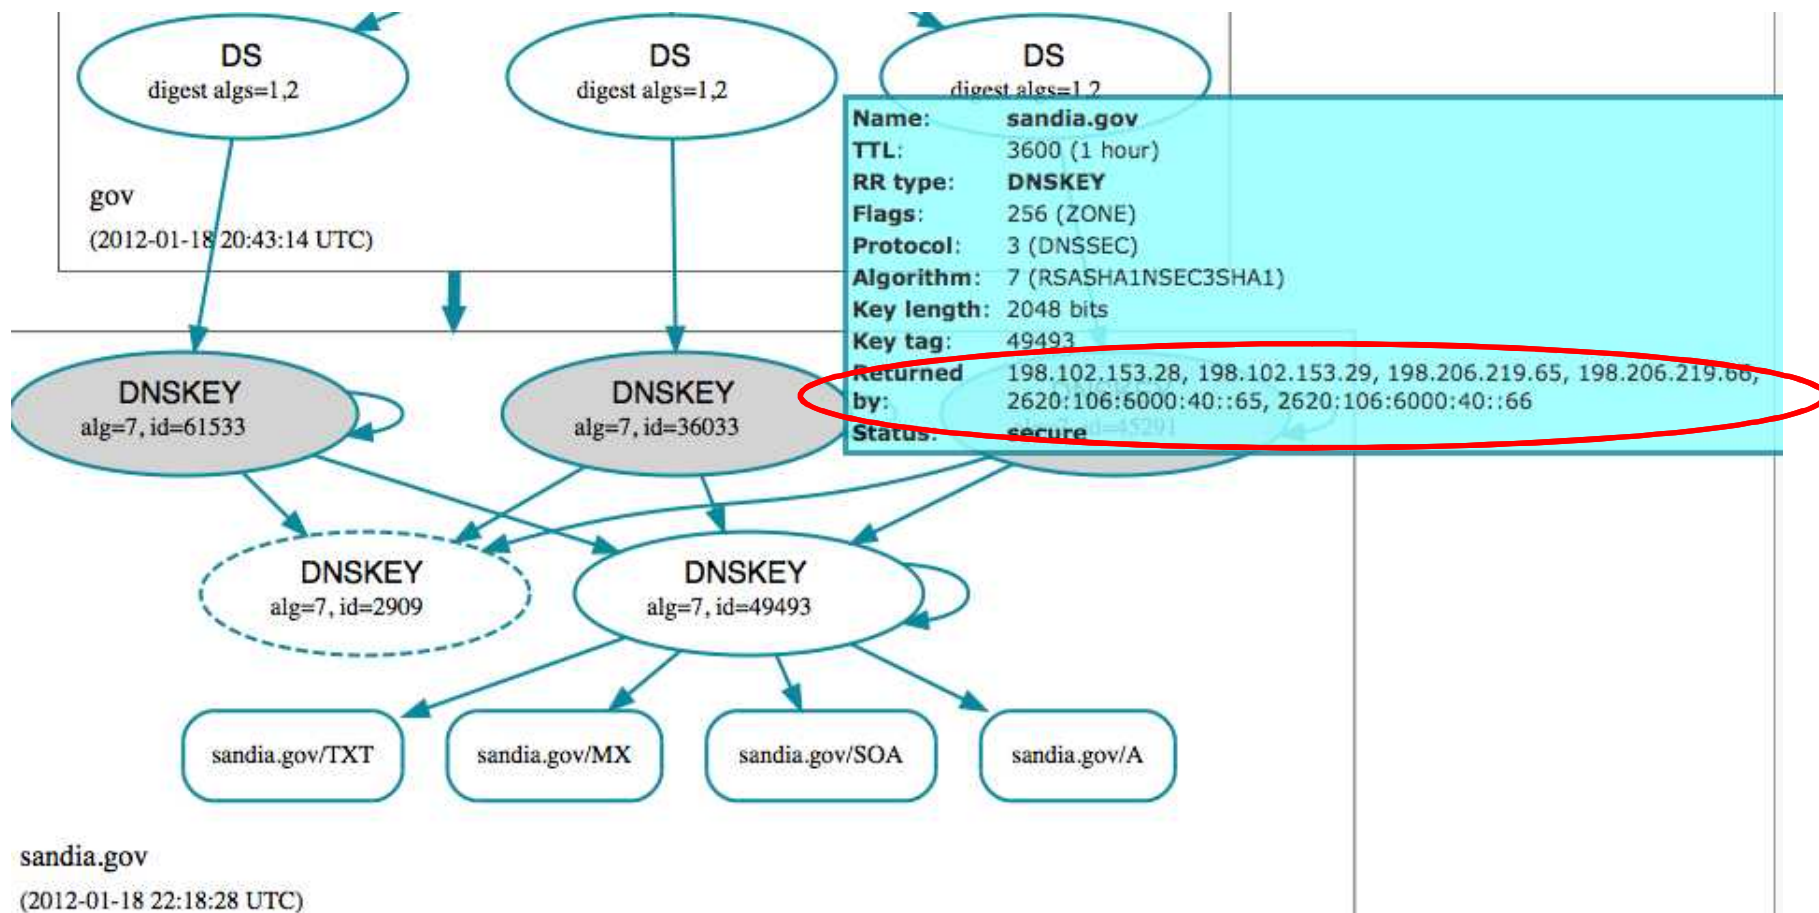 DS
digest algs=1,2
DS
digest algs=1,2
DS
digest algs=1,2
gov
(2012-01-18 20:43:14 UTC)
Name: sandia.gov
TTL: 3600 (1 hour)
RR type: DNSKEY
Flags: 256 (ZONE)
Protocol: 3 (DNSSEC)
Algorithm: 7 (RSASHA1NSEC3SHA1)
Key length: 2048 bits
Key tag: 49493
Returned 198.102.153.28, 198.102.153.29, 198.206.219.65, 198.206.219.66,
by: 2620:106:6000:40::65, 2620:106:6000:40::66
Status: secure
DNSKEY
alg=7, id=61533
DNSKEY
alg=7, id=36033
id=45291
DNSKEY
alg=7, id=2909
DNSKEY
alg=7, id=49493
sandia.gov/TXT
sandia.gov/MX
sandia.gov/SOA
sandia.gov/A
sandia.gov
(2012-01-18 22:18:28 UTC)